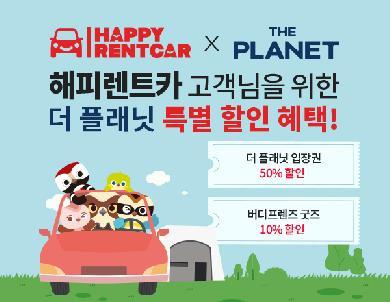 HAPPY
RENTCAR X THE
PLANET
해피렌트카 고객님을 위한
더 플래닛 특별 할인 혜택!
더 플래닛 입장권
50% 할인
버디프렌즈 굿즈
10% 할인